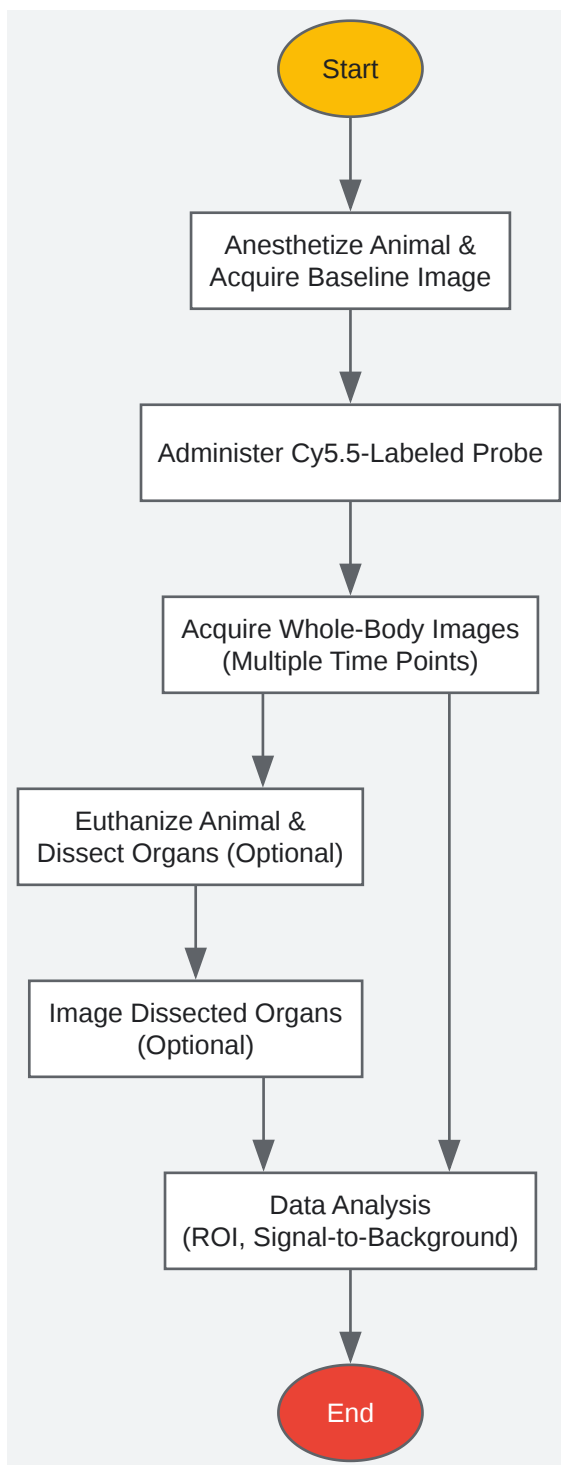 Start
Anesthetize Animal &
Acquire Baseline Image
Administer Cy5.5-Labeled Probe
Acquire Whole-Body Images
(Multiple Time Points)
Euthanize Animal &
Dissect Organs (Optional)
Image Dissected Organs
(Optional)
Data Analysis
(ROI, Signal-to-Background)
End